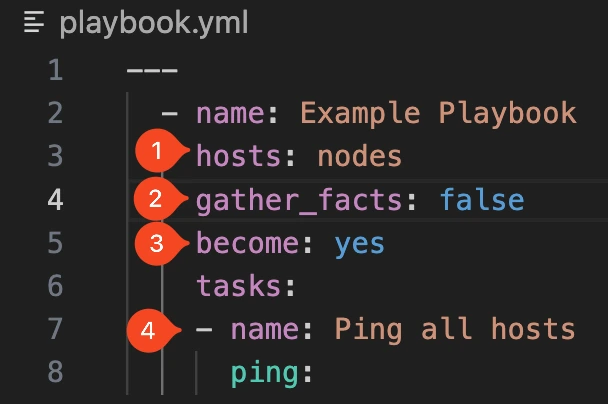 playbook.yml
1 ---
2 - name: Example Playbook
3 1 hosts: nodes
4 2 gather_facts: false
5 3 become: yes
6 tasks:
7 4 - name: Ping all hosts
8 ping: